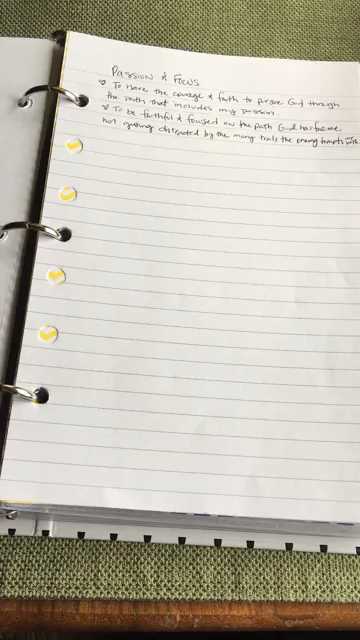 Passion & Focus
♡ To have the courage & faith to pursue God through
the path that includes my passion.
♡ To be faithful & focused on the path God has for me,
not getting distracted by the many trails the enemy tempts me with.